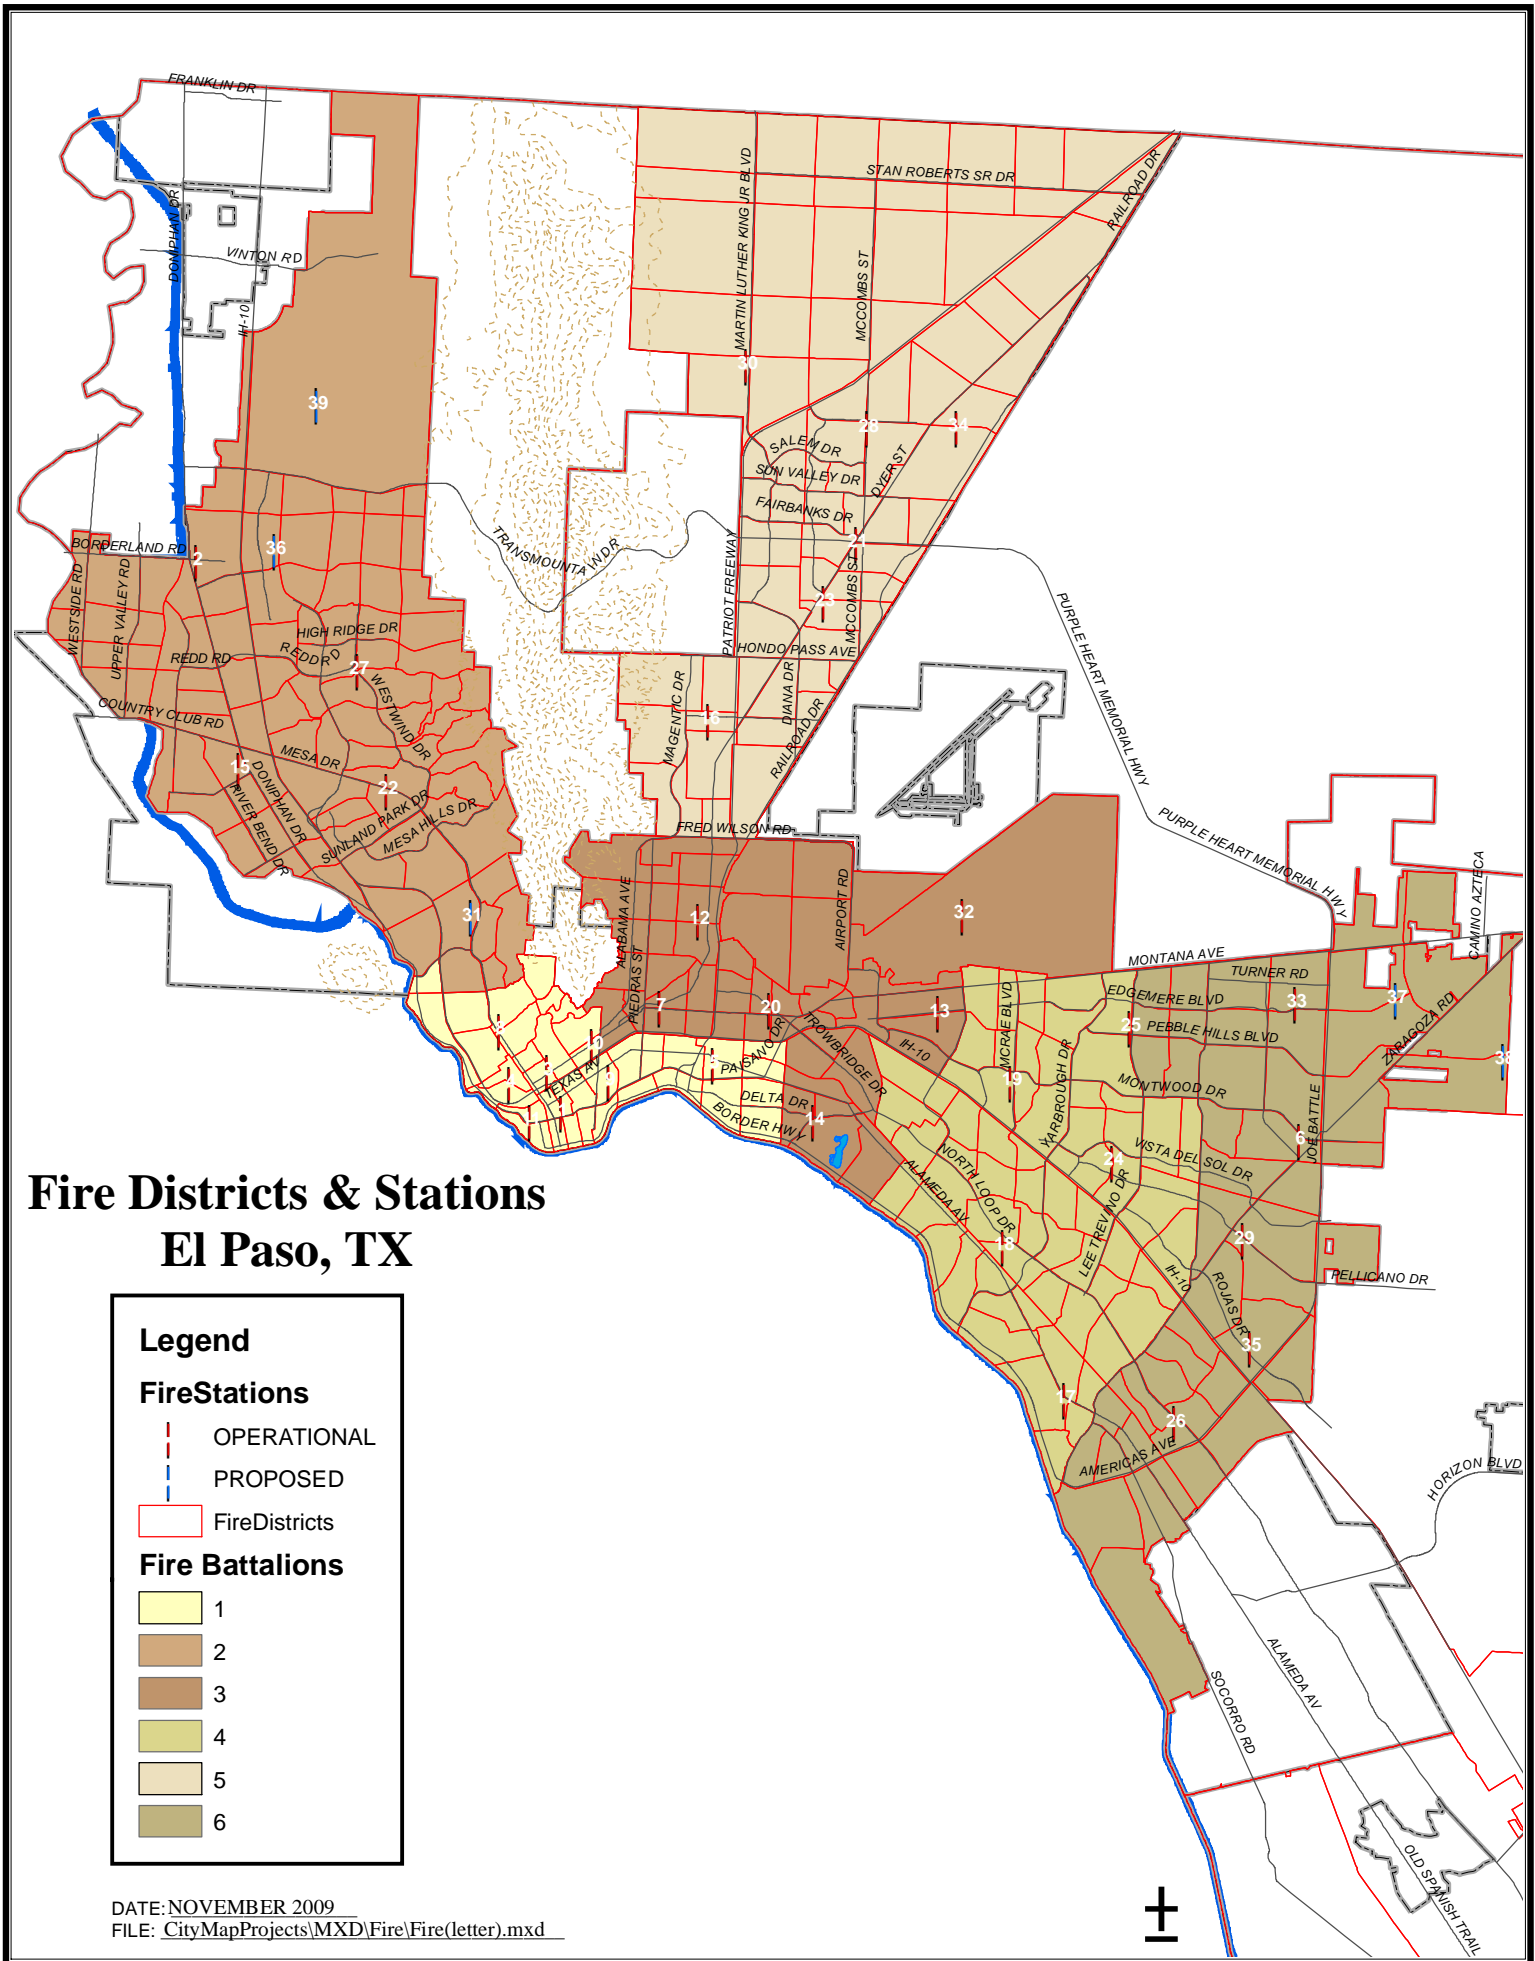 FRANKLIN DR
DONIPHAN DR
VINTON RD
IH-10
MARTIN LUTHER KING JR BLVD
STAN ROBERTS SR DR
RAILROAD DR
MCCOMBS ST
30
39
28
34
SALEM DR
SUN VALLEY DR
DYER ST
FAIRBANKS DR
TRANSMOUNTAIN DR
PATRIOT FREEWAY
21
MCCOMBS ST
23
BORDERLAND RD
2
36
WESTSIDE RD
UPPER VALLEY RD
HIGH RIDGE DR
REDD RD
REDD RD
27
WESTWIND DR
HONDO PASS AVE
PURPLE HEART MEMORIAL HWY
COUNTRY CLUB RD
MAGENTIC DR
16
DIANA DR
RAILROAD DR
MESA DR
15
DONIPHAN DR
22
RIVER BEND DR
SUNLAND PARK DR
MESA HILLS DR
FRED WILSON RD
PURPLE HEART MEMORIAL HWY
CAMINO AZTECA
31
ALABAMA AVE
12
AIRPORT RD
32
MONTANA AVE
TURNER RD
PIEDRAS ST
7
20
TROWBRIDGE DR
13
MCRAE BLVD
EDGEMERE BLVD
33
37
25
PEBBLE HILLS BLVD
ZARAGOZA RD
38
10
TEXAS AV
PAISANO DR
IH-10
19
YARBROUGH DR
MONTWOOD DR
DELTA DR
BORDER HWY
14
JOE BATTLE
6
24
VISTA DEL SOL DR
ALAMEDA AV
NORTH LOOP DR
LEE TREVINO DR
18
29
IH-10
ROJAS DR
PELLICANO DR
35
17
26
AMERICAS AVE
HORIZON BLVD
SOCORRO RD
ALAMEDA AV
OLD SPANISH TRAIL
Fire Districts & Stations
El Paso, TX
Legend
FireStations
OPERATIONAL
PROPOSED
FireDistricts
Fire Battalions
1
2
3
4
5
6
DATE: NOVEMBER 2009
FILE: CityMapProjects\MXD\Fire\Fire(letter).mxd